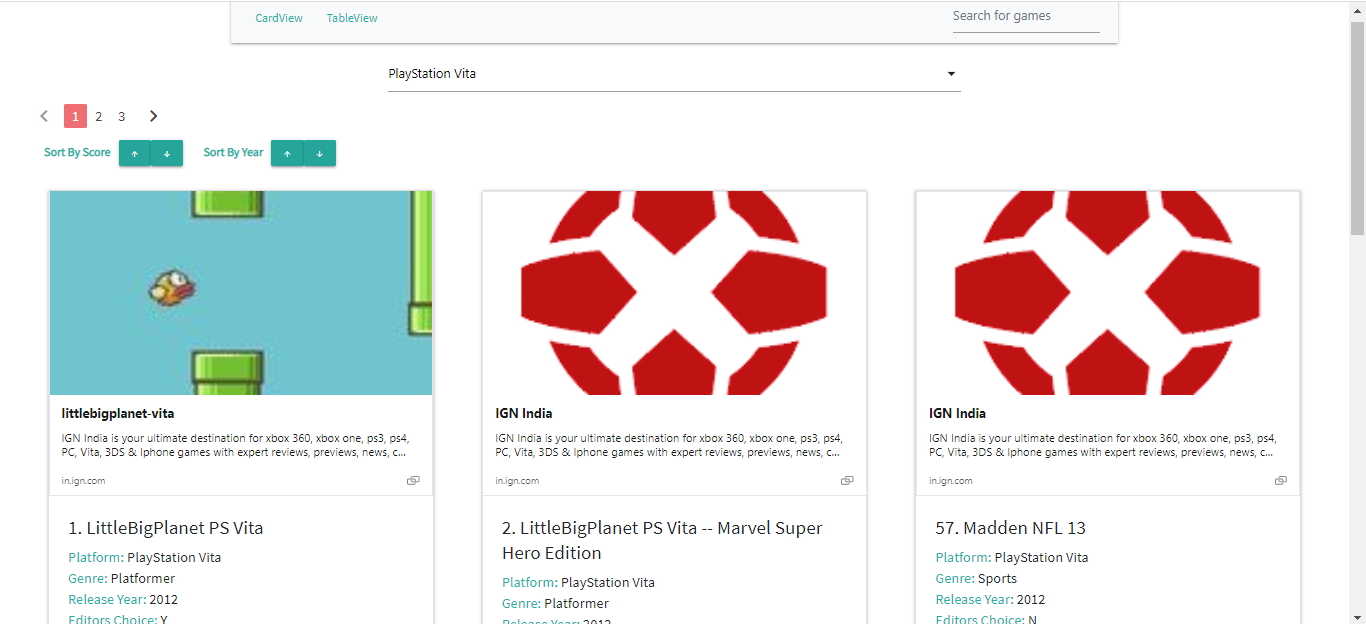 CardView TableView Search for games
PlayStation Vita
1 2 3
Sort By Score Sort By Year
littlebigplanet-vita
IGN India is your ultimate destination for xbox 360, xbox one, ps3, ps4,
PC, Vita, 3DS & Iphone games with expert reviews, previews, news, c...
in.ign.com
1. LittleBigPlanet PS Vita
Platform: PlayStation Vita
Genre: Platformer
Release Year: 2012
Editors Choice: Y
IGN India
IGN India is your ultimate destination for xbox 360, xbox one, ps3, ps4,
PC, Vita, 3DS & Iphone games with expert reviews, previews, news, c...
in.ign.com
2. LittleBigPlanet PS Vita -- Marvel Super
Hero Edition
Platform: PlayStation Vita
Genre: Platformer
Release Year: 2012
IGN India
IGN India is your ultimate destination for xbox 360, xbox one, ps3, ps4,
PC, Vita, 3DS & Iphone games with expert reviews, previews, news, c...
in.ign.com
57. Madden NFL 13
Platform: PlayStation Vita
Genre: Sports
Release Year: 2012
Editors Choice: N